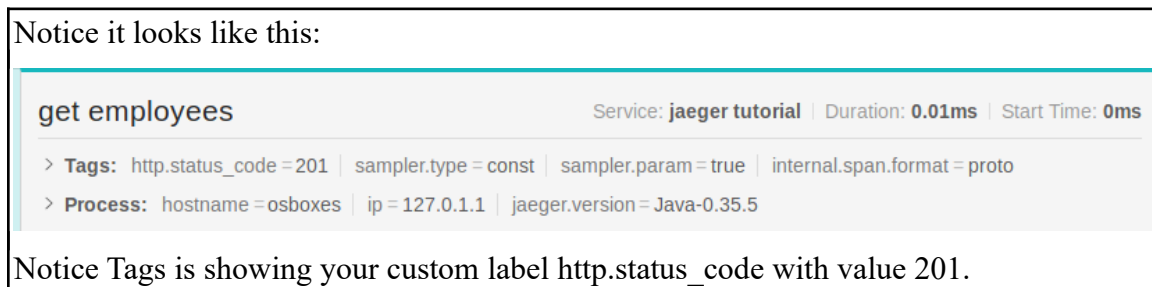 Notice it looks like this:
get employees Service: jaeger tutorial | Duration: 0.01ms | Start Time: 0ms
> Tags: http.status_code = 201 | sampler.type = const | sampler.param = true | internal.span.format = proto
> Process: hostname = osboxes | ip = 127.0.1.1 | jaeger.version = Java-0.35.5
Notice Tags is showing your custom label http.status_code with value 201.